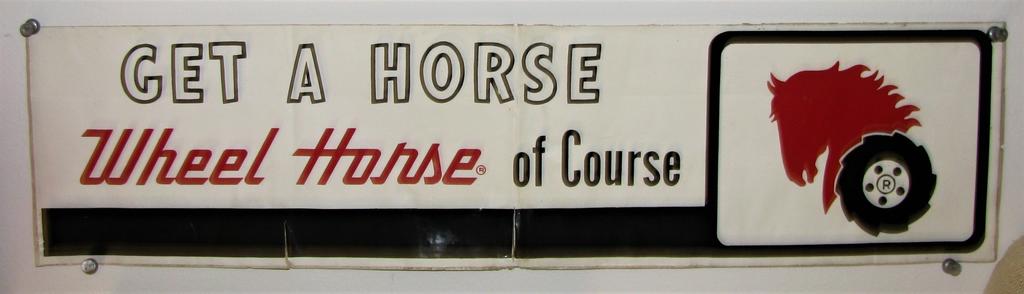 GET A HORSE
Wheel Horse® of Course
®